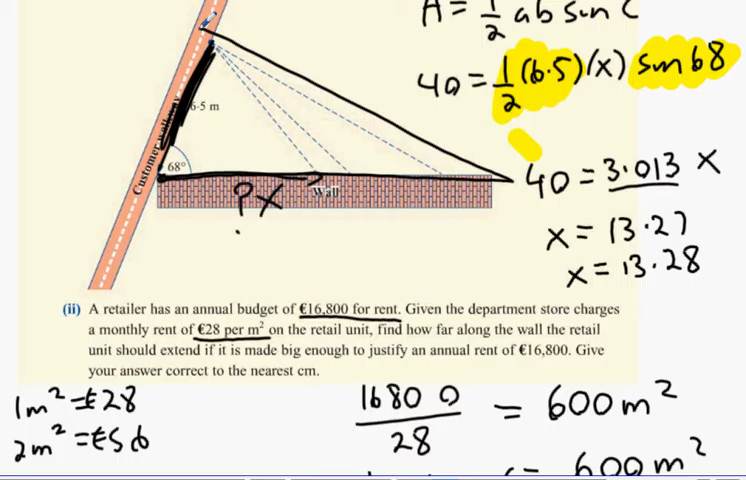 A = 1/2 ab sin C
40 = 1/2 (6.5)(x) sin 68
6·5 m
Customer walkway
68°
Wall
? x
40 = 3.013 x
x = 13.27
x = 13.28
(ii) A retailer has an annual budget of €16,800 for rent. Given the department store charges
a monthly rent of €28 per m² on the retail unit, find how far along the wall the retail
unit should extend if it is made big enough to justify an annual rent of €16,800. Give
your answer correct to the nearest cm.
1m² = €28
2m² = €56
16800/28 = 600m²
= 600m²